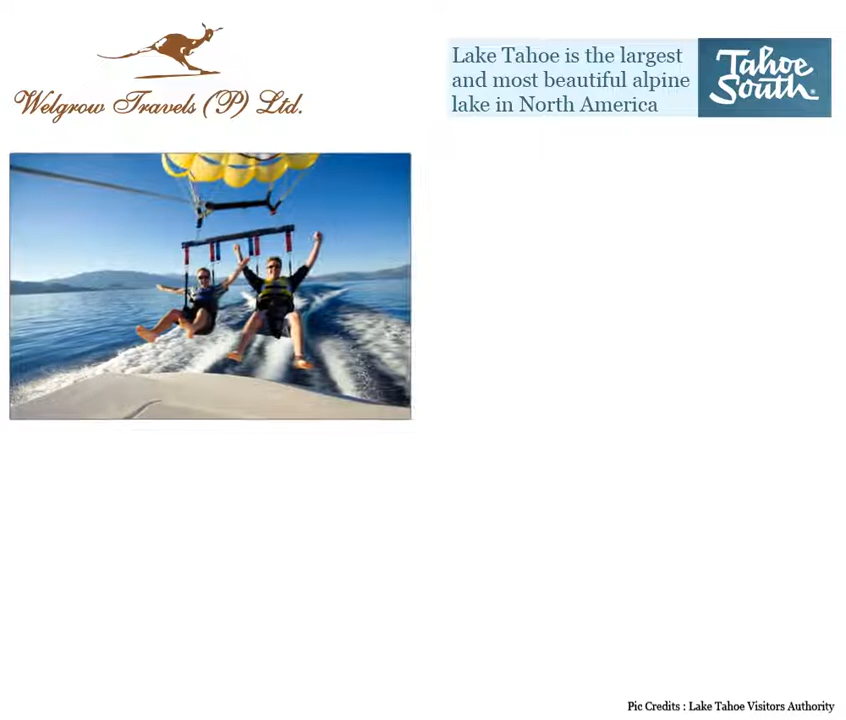 Welgrow Travels (P) Ltd.
Lake Tahoe is the largest
and most beautiful alpine
lake in North America
Tahoe
South®
Pic Credits : Lake Tahoe Visitors Authority